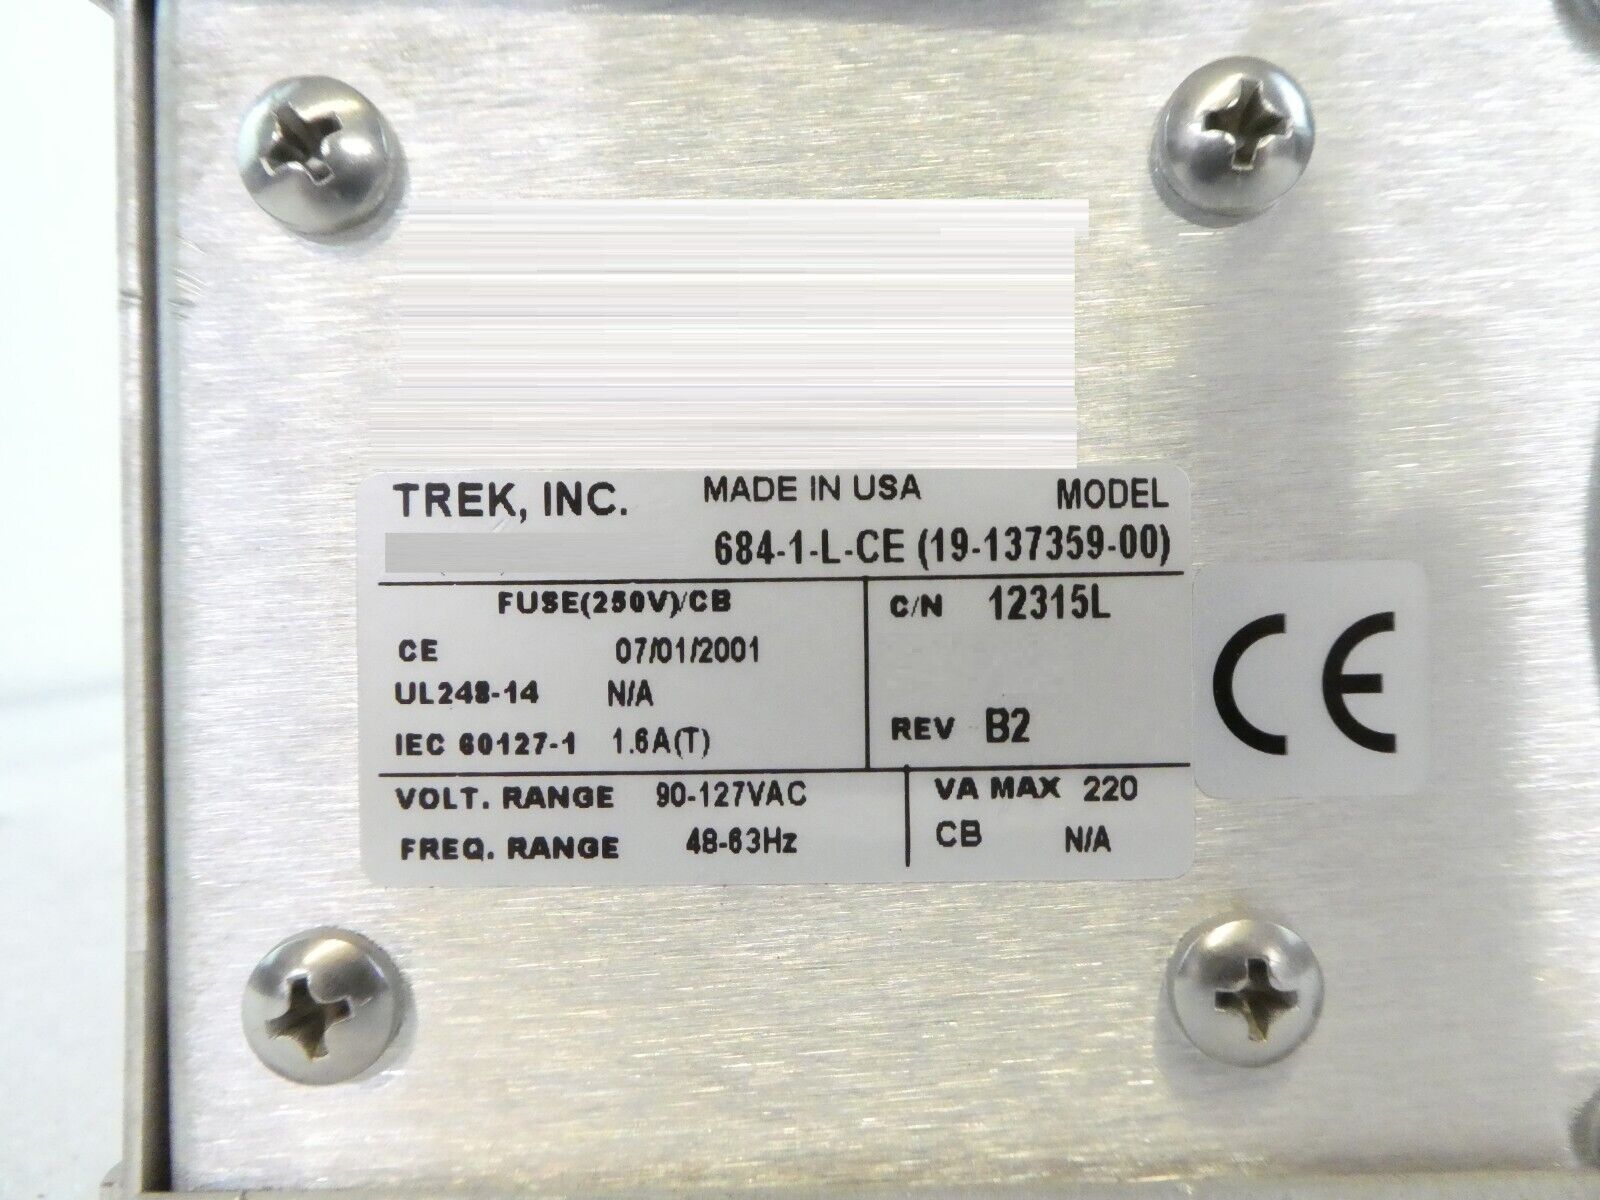 TREK, INC. MADE IN USA MODEL
684-1-L-CE (19-137359-00)
FUSE(250V)/CB
C/N 12315L
CE 07/01/2001
UL248-14 N/A
REV B2
IEC 60127-1 1.6A(T)
VOLT. RANGE 90-127VAC
VA MAX 220
FREQ. RANGE 48-63Hz
CB N/A
CE